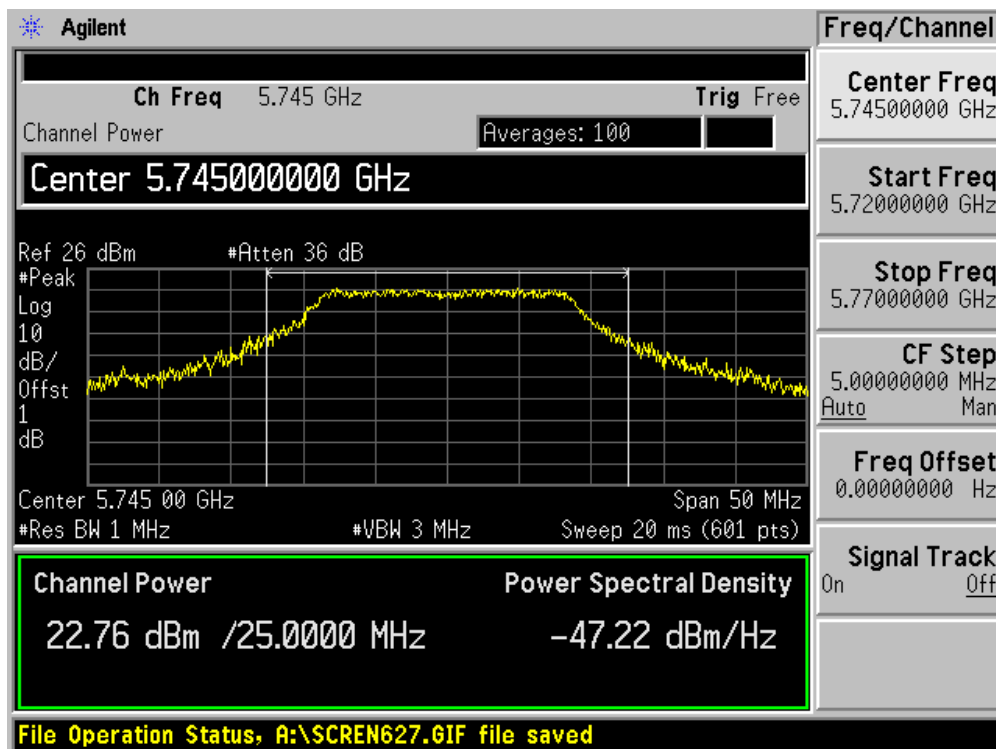 Agilent
Freq/Channel
Ch Freq 5.745 GHz Trig Free
Channel Power Averages: 100
Center 5.745000000 GHz
Ref 26 dBm #Atten 36 dB
#Peak
Log
10
dB/
Offst
1
dB
Center 5.745 00 GHz Span 50 MHz
#Res BW 1 MHz #VBW 3 MHz Sweep 20 ms (601 pts)
Channel Power Power Spectral Density
22.76 dBm /25.0000 MHz -47.22 dBm/Hz
File Operation Status, A:\SCREN627.GIF file saved
Center Freq
5.74500000 GHz
Start Freq
5.72000000 GHz
Stop Freq
5.77000000 GHz
CF Step
5.00000000 MHz
Auto Man
Freq Offset
0.00000000 Hz
Signal Track
On Off